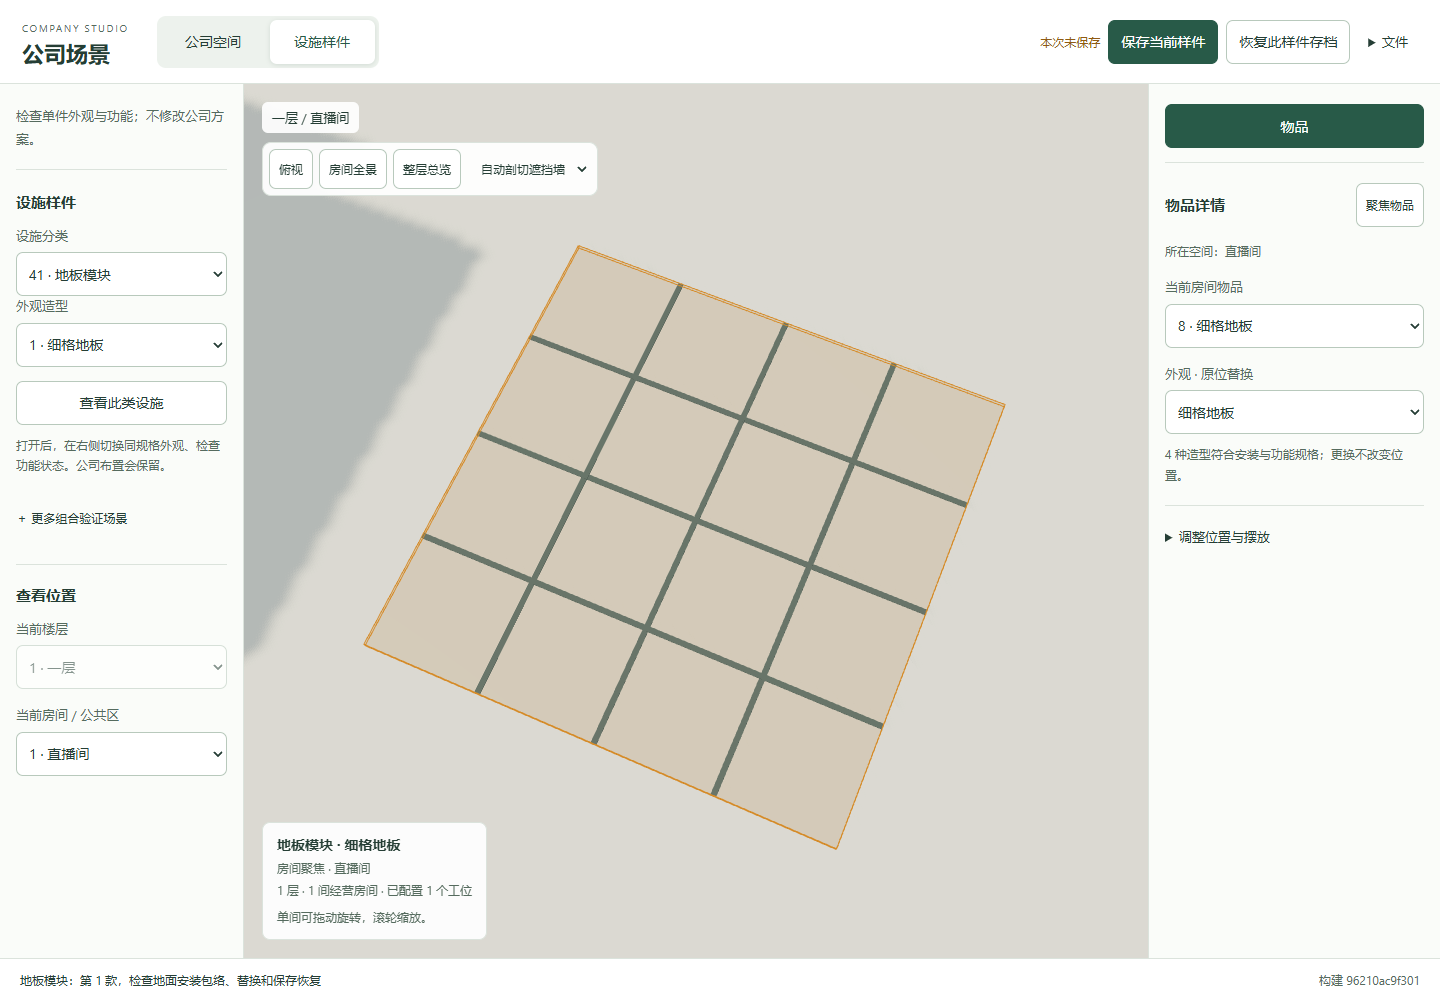 COMPANY STUDIO
公司场景
公司空间
设施样件
本次未保存
保存当前样件
恢复此样件存档
▶ 文件
检查单件外观与功能；不修改公司方
案。
设施样件
设施分类
41 · 地板模块
外观造型
1 · 细格地板
查看此类设施
打开后，在右侧切换同规格外观、检查
功能状态。公司布置会保留。
+ 更多组合验证场景
查看位置
当前楼层
1 · 一层
当前房间 / 公共区
1 · 直播间
一层 / 直播间
俯视
房间全景
整层总览
自动剖切遮挡墙
地板模块 · 细格地板
房间聚焦 · 直播间
1 层 · 1 间经营房间 · 已配置 1 个工位
单间可拖动旋转，滚轮缩放。
物品
物品详情
聚焦物品
所在空间：直播间
当前房间物品
8 · 细格地板
外观 · 原位替换
细格地板
4 种造型符合安装与功能规格；更换不改变位
置。
▶ 调整位置与摆放
地板模块：第 1 款，检查地面安装包络、替换和保存恢复
构建 96210ac9f301